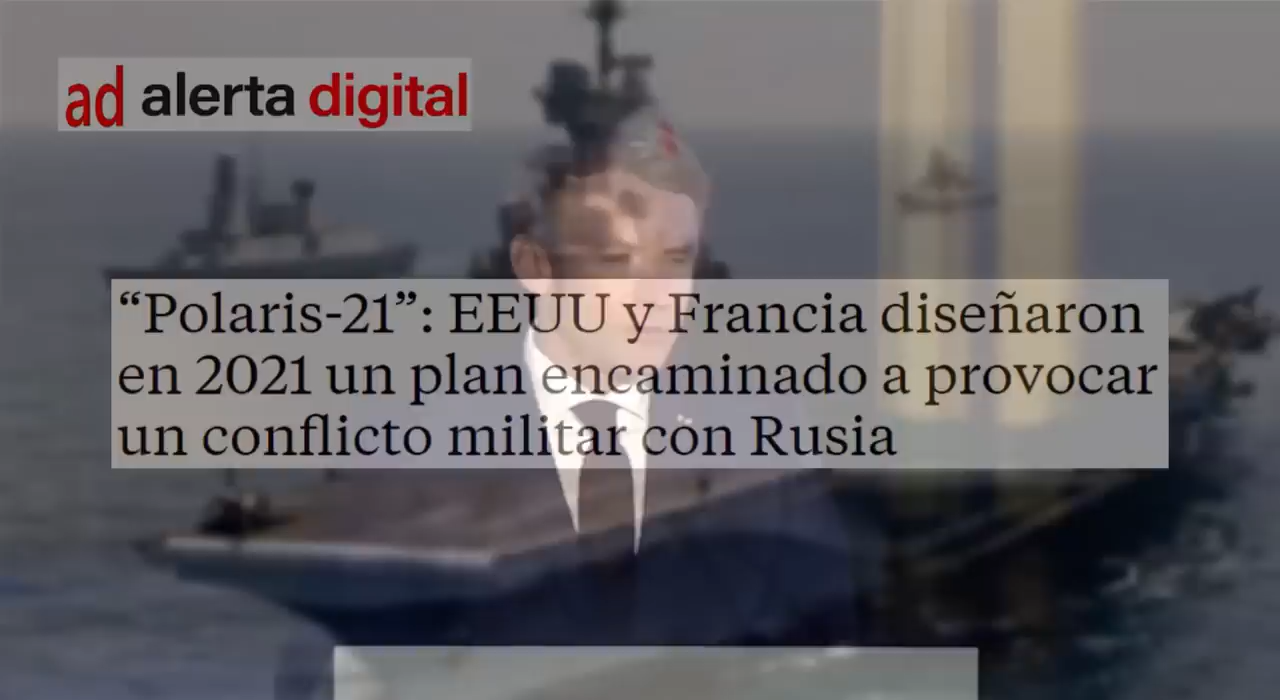 ad alerta digital
“Polaris-21”: EEUU y Francia diseñaron
en 2021 un plan encaminado a provocar
un conflicto militar con Rusia